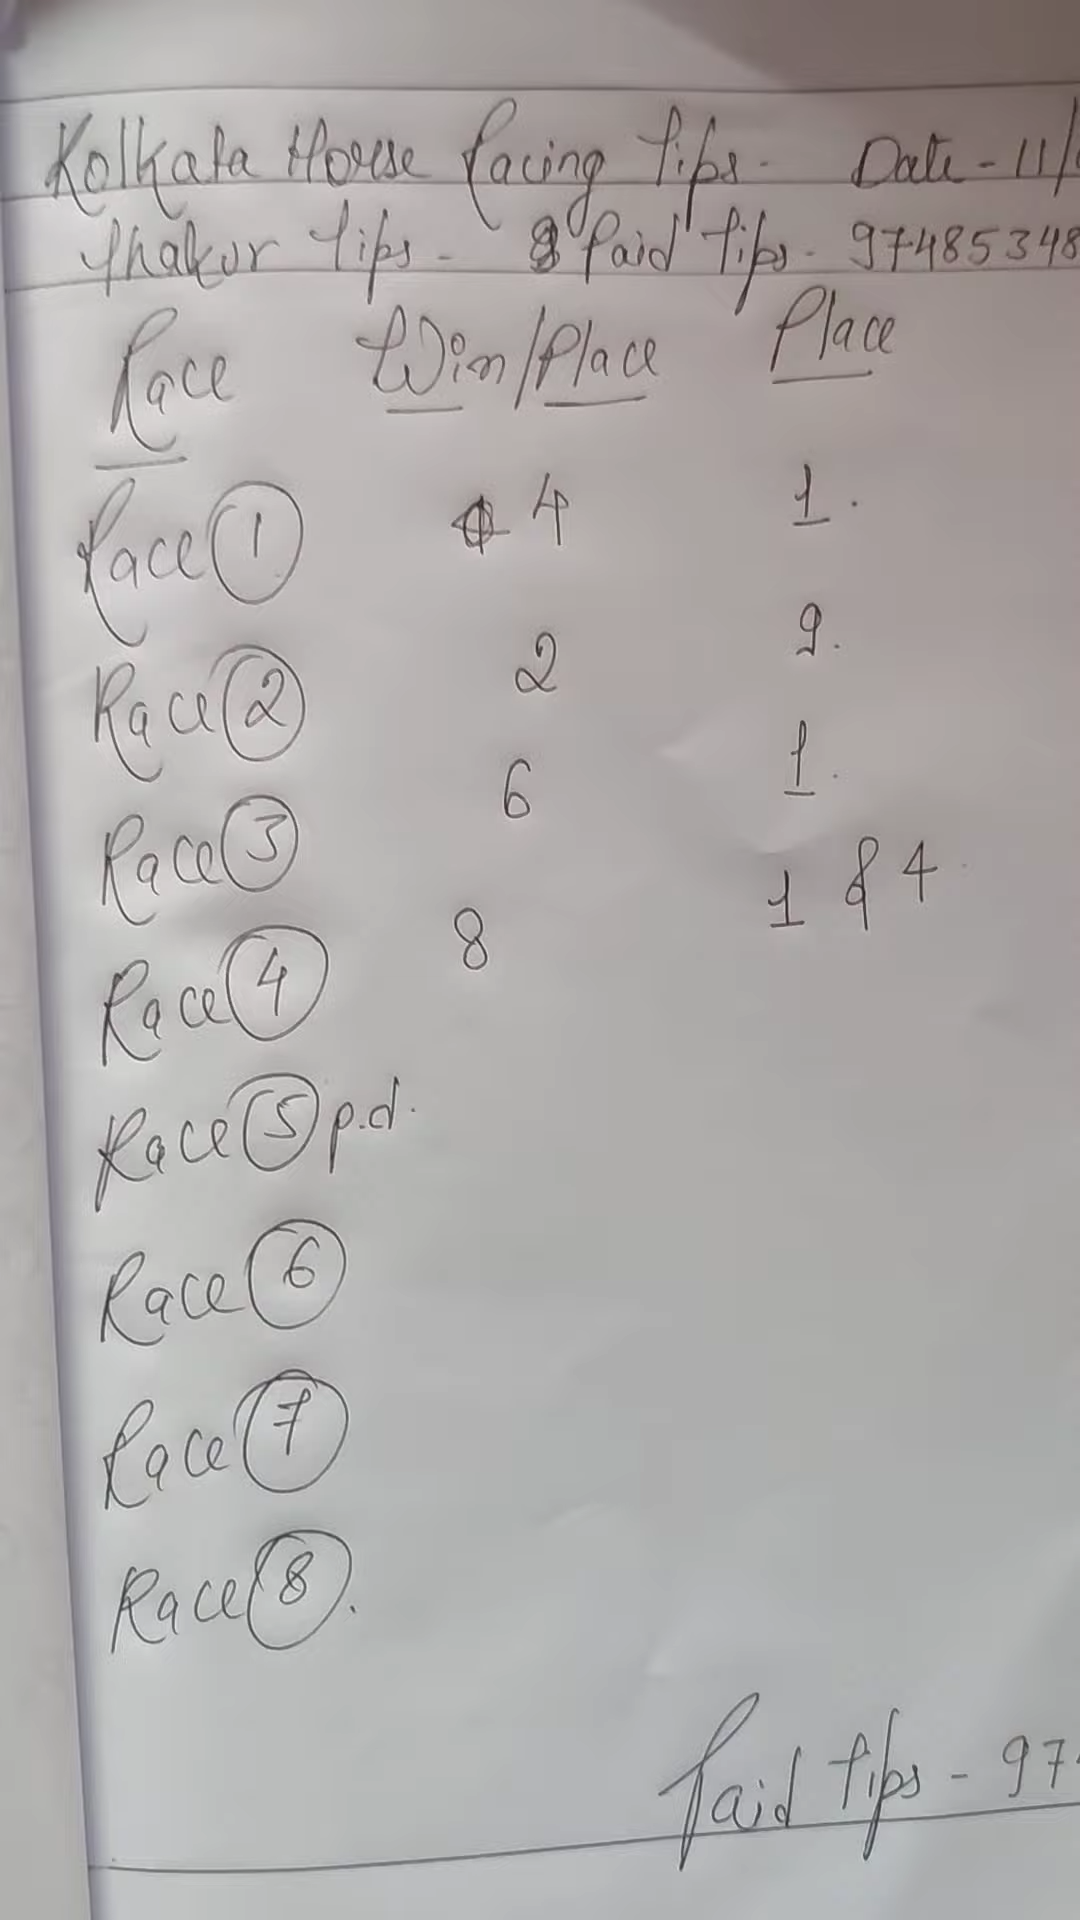 Kolkata Horse Racing Tips - Date - 11/
Thakur Tips - Paid Tips - 97485348
Race Win/Place Place
Race 1 4 1.
Race 2 2 9.
Race 3 6 1.
Race 4 8 1 & 4
Race 5 p.d.
Race 6
Race 7
Race 8.
Paid Tips - 97